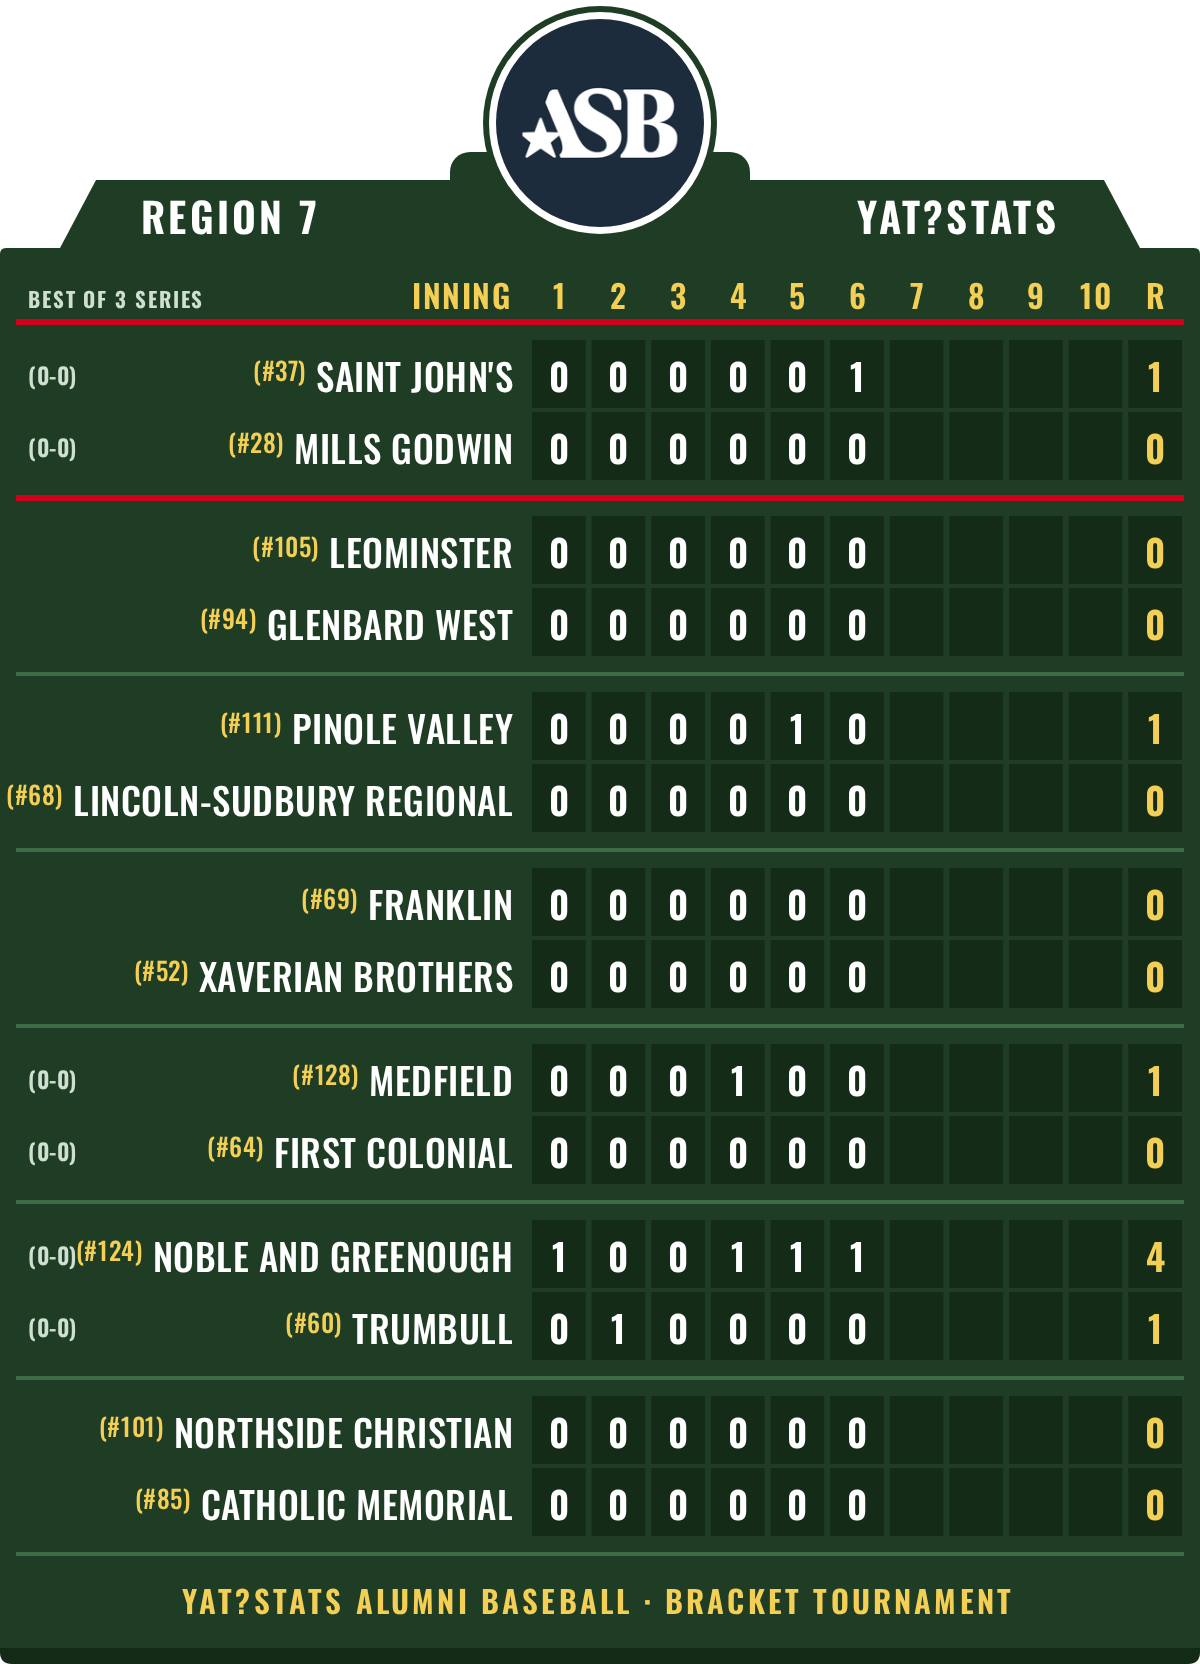 ASB
REGION 7 YAT?STATS
BEST OF 3 SERIES INNING 1 2 3 4 5 6 7 8 9 10 R
(0-0) (#37) SAINT JOHN'S 0 0 0 0 0 1 1
(0-0) (#28) MILLS GODWIN 0 0 0 0 0 0 0
(#105) LEOMINSTER 0 0 0 0 0 0 0
(#94) GLENBARD WEST 0 0 0 0 0 0 0
(#111) PINOLE VALLEY 0 0 0 0 1 0 1
(#68) LINCOLN-SUDBURY REGIONAL 0 0 0 0 0 0 0
(#69) FRANKLIN 0 0 0 0 0 0 0
(#52) XAVERIAN BROTHERS 0 0 0 0 0 0 0
(0-0) (#128) MEDFIELD 0 0 0 1 0 0 1
(0-0) (#64) FIRST COLONIAL 0 0 0 0 0 0 0
(0-0) (#124) NOBLE AND GREENOUGH 1 0 0 1 1 1 4
(0-0) (#60) TRUMBULL 0 1 0 0 0 0 1
(#101) NORTHSIDE CHRISTIAN 0 0 0 0 0 0 0
(#85) CATHOLIC MEMORIAL 0 0 0 0 0 0 0
YAT?STATS ALUMNI BASEBALL · BRACKET TOURNAMENT